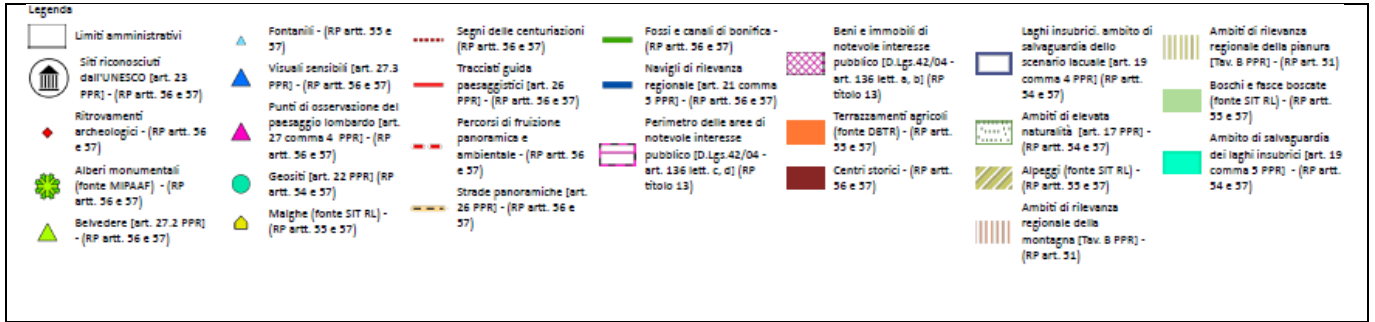 Legenda
Limiti amministrativi
Siti riconosciuti
dall'UNESCO [art. 23
PPR] - (RP artt. 56 e 57)
Ritrovamenti
archeologici - (RP artt. 56
e 57)
Alberi monumentali
(fonte MIPAAF) - (RP
artt. 56 e 57)
Belvedere [art. 27.2 PPR]
- (RP artt. 56 e 57)
Fontanili - (RP artt. 55 e
57)
Visuali sensibili [art. 27.3
PPR] - (RP artt. 56 e 57)
Punti di osservazione del
paesaggio lombardo [art.
27 comma 4 PPR] - (RP
artt. 56 e 57)
Geositi [art. 22 PPR] (RP
artt. 54 e 57)
Malghe (fonte SIT RL) -
(RP artt. 55 e 57)
Segni delle centuriazioni
(RP artt. 56 e 57)
Tracciati guida
paesaggistici [art. 26
PPR] - (RP artt. 56 e 57)
Percorsi di fruizione
panoramica e
ambientale - (RP artt. 56
e 57)
Strade panoramiche [art.
26 PPR] - (RP artt. 56 e
57)
Fossi e canali di bonifica -
(RP artt. 56 e 57)
Navigli di rilevanza
regionale [art. 21 comma
5 PPR] - (RP artt. 56 e 57)
Perimetro delle aree di
notevole interesse
pubblico [D.Lgs.42/04 -
art. 136 lett. c, d] (RP
titolo 13)
Beni e immobili di
notevole interesse
pubblico [D.Lgs.42/04 -
art. 136 lett. a, b] (RP
titolo 13)
Terrazzamenti agricoli
(fonte DBTR) - (RP artt.
55 e 57)
Centri storici - (RP artt.
56 e 57)
Laghi insubrici. ambito di
salvaguardia dello
scenario lacuale [art. 19
comma 4 PPR] (RP artt.
54 e 57)
Ambiti di elevata
naturalità [art. 17 PPR] -
(RP artt. 54 e 57)
Alpeggi (fonte SIT RL) -
(RP artt. 55 e 57)
Ambiti di rilevanza
regionale della
montagna [Tav. B PPR] -
(RP art. 51)
Ambiti di rilevanza
regionale della pianura
[Tav. B PPR] - (RP art. 51)
Boschi e fasce boscate
(fonte SIT RL) - (RP artt.
55 e 57)
Ambito di salvaguardia
dei laghi insubrici [art. 19
comma 5 PPR] - (RP artt.
54 e 57)